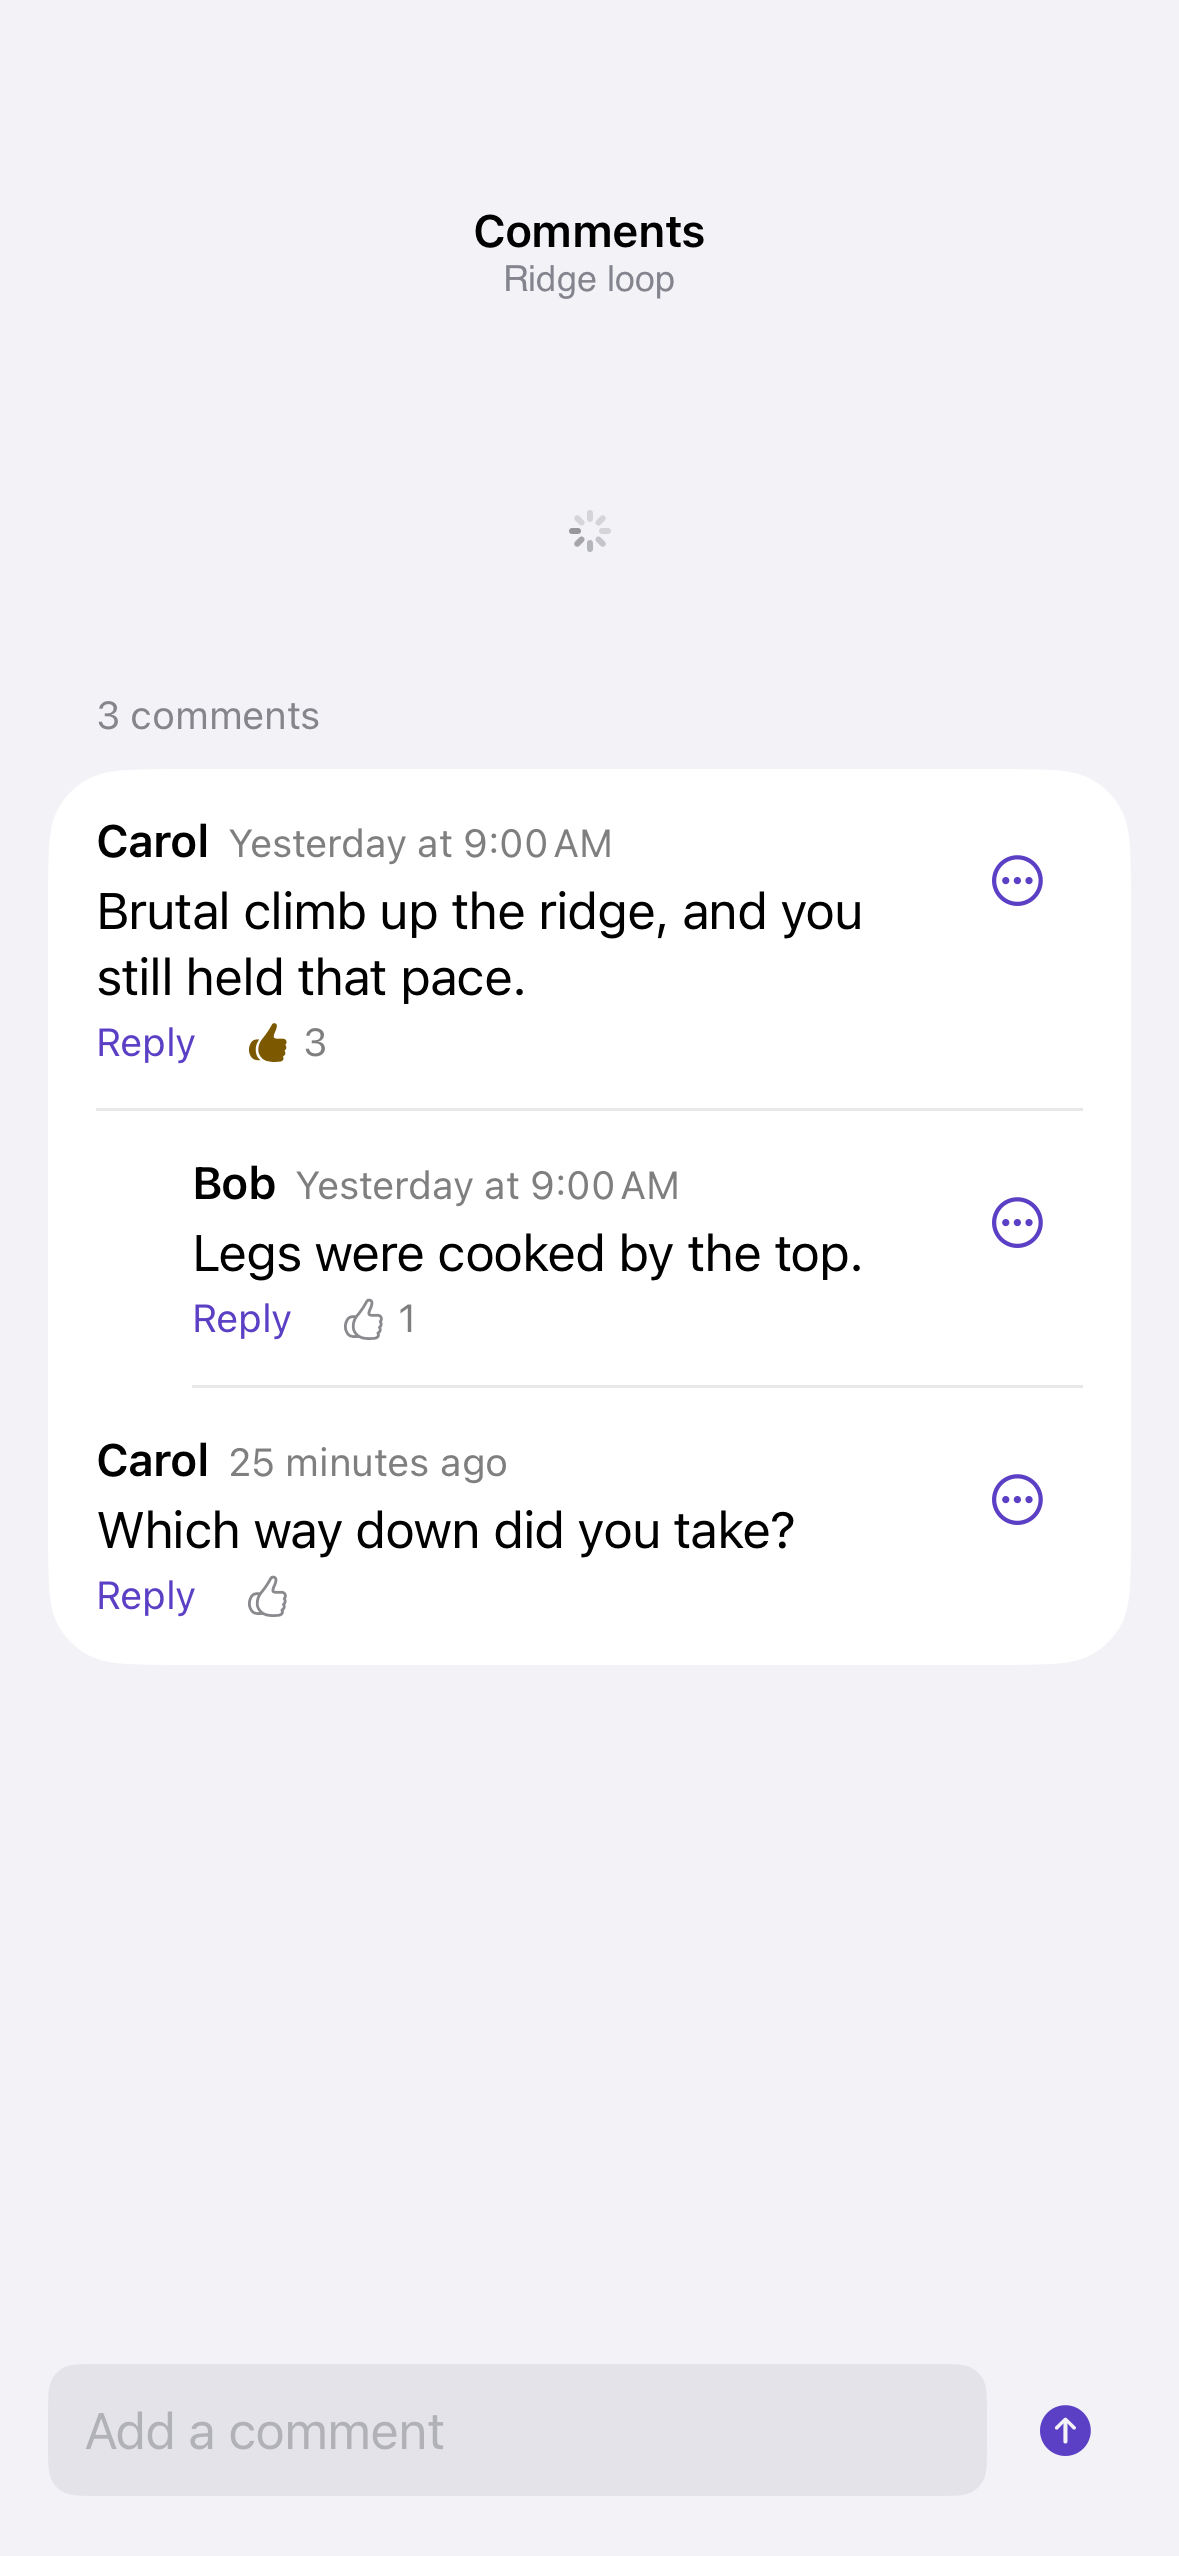 Comments
Ridge loop
3 comments
Carol Yesterday at 9:00 AM
Brutal climb up the ridge, and you
still held that pace.
Reply 3
Bob Yesterday at 9:00 AM
Legs were cooked by the top.
Reply 1
Carol 25 minutes ago
Which way down did you take?
Reply
Add a comment